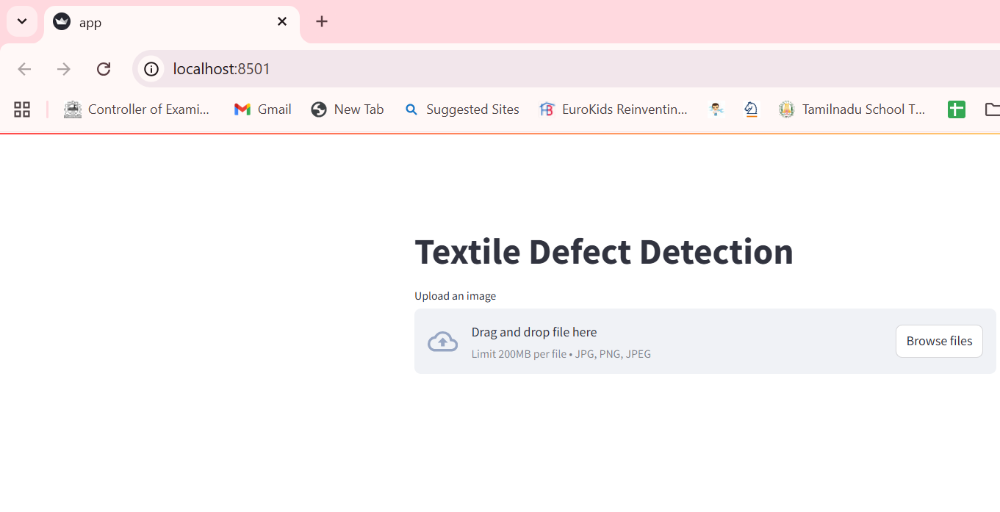 app
localhost:8501
Controller of Exami... Gmail New Tab Suggested Sites EuroKids Reinventin... Tamilnadu School T...
Textile Defect Detection
Upload an image
Drag and drop file here
Limit 200MB per file • JPG, PNG, JPEG
Browse files